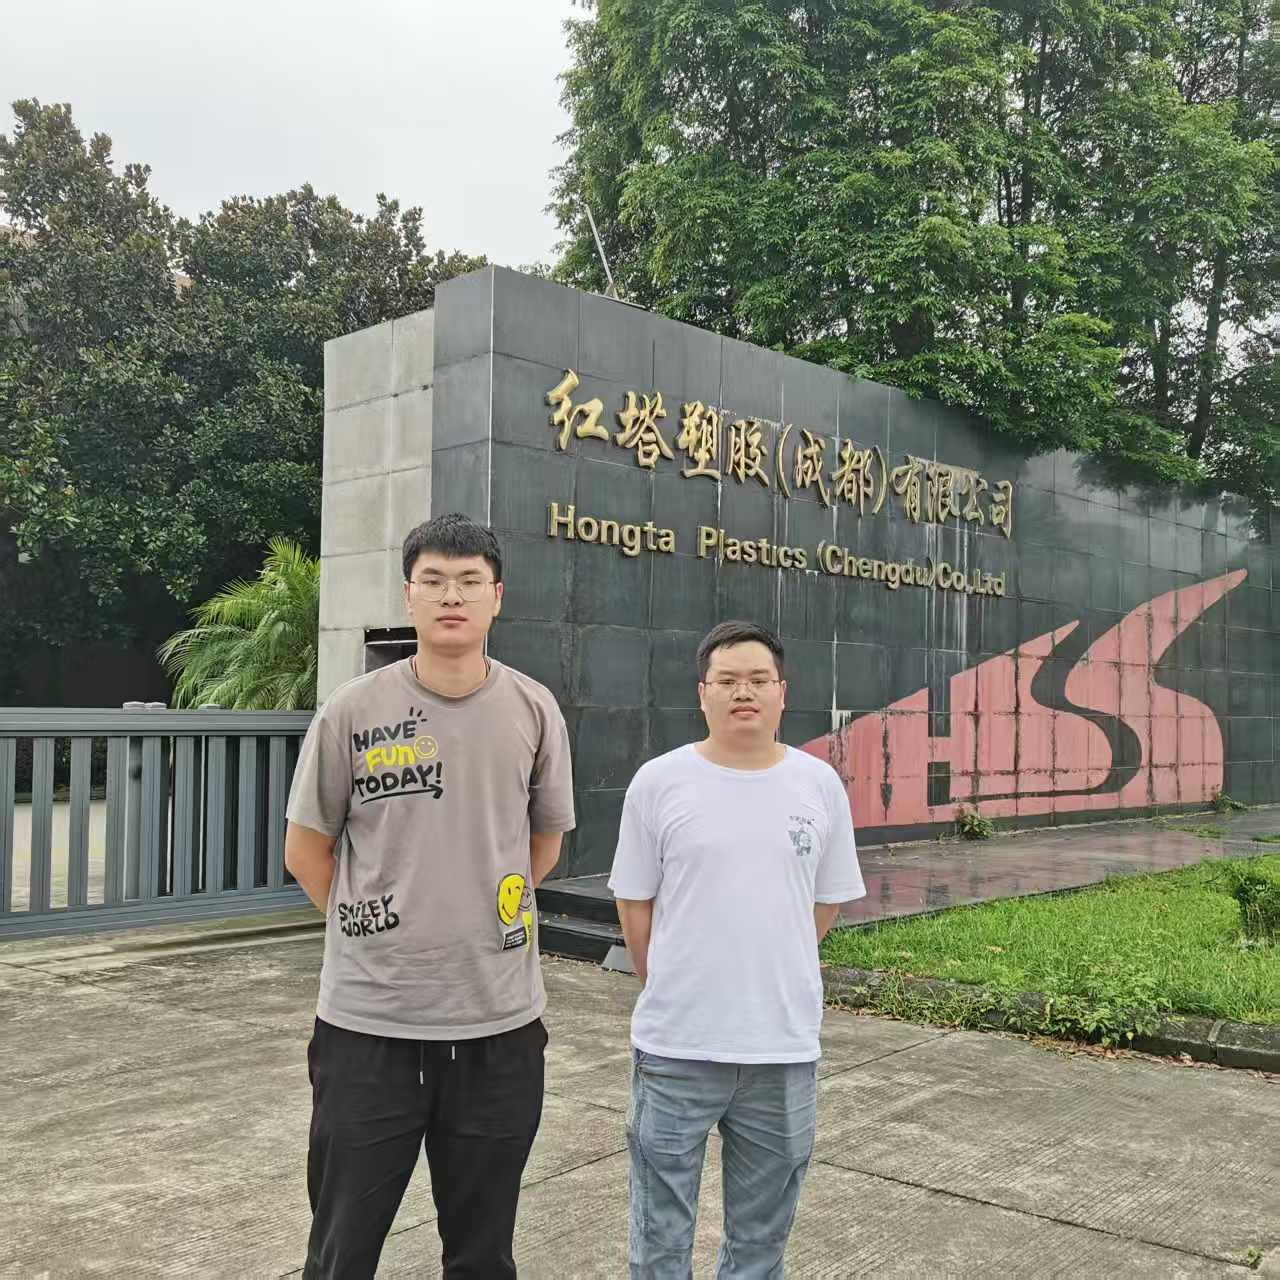 红塔塑胶(成都)有限公司
Hongta Plastics (Chengdu)Co.,Ltd
HS
HAVE
FUN
TODAY!
SMILEY
WORLD